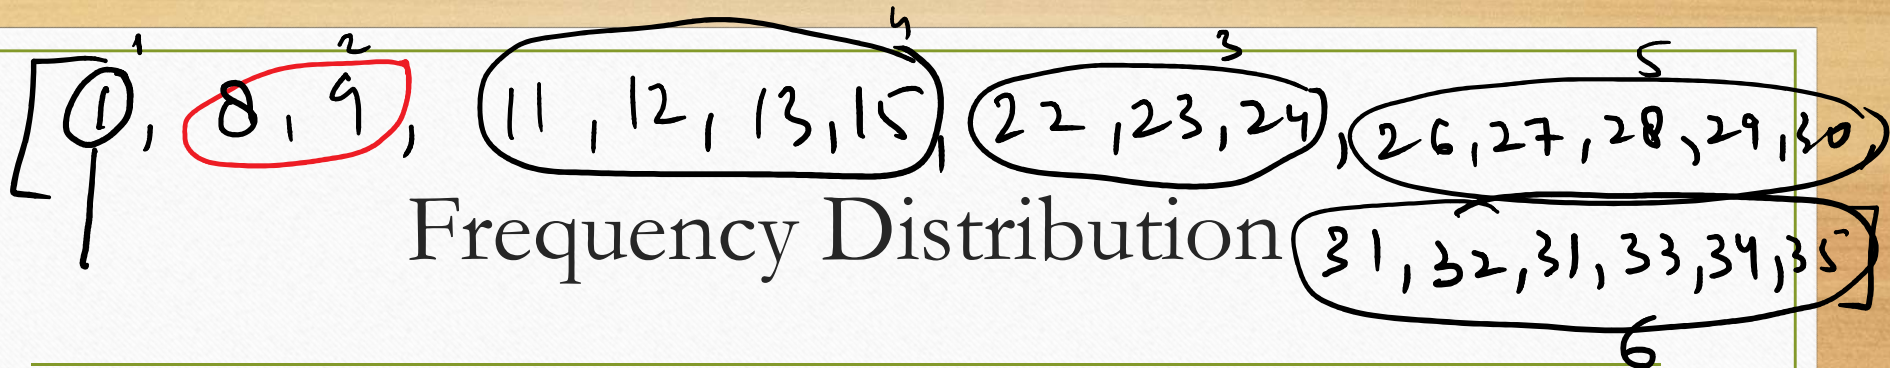 1 2 4 3 5
[1, 8, 9, 11, 12, 13, 15, 22, 23, 24, 26, 27, 28, 29, 30,
Frequency Distribution 31, 32, 31, 33, 34, 35]
6